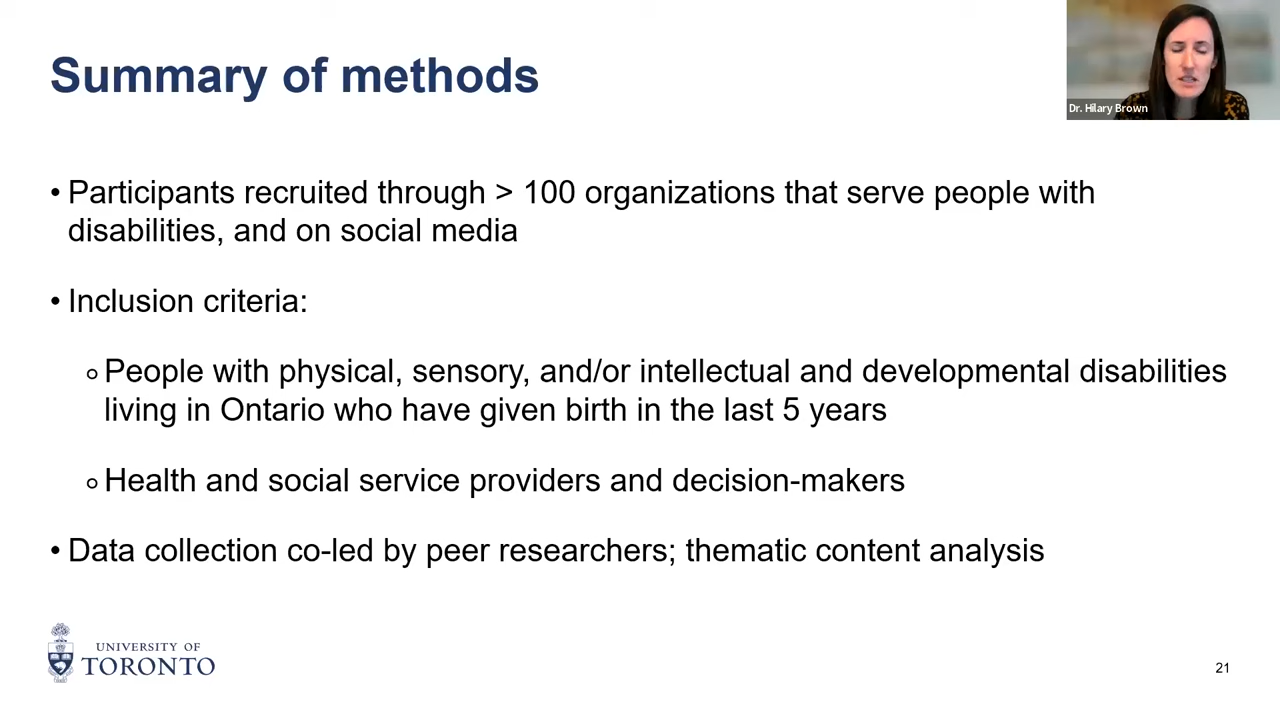 Summary of methods
Dr. Hilary Brown
• Participants recruited through > 100 organizations that serve people with
disabilities, and on social media
• Inclusion criteria:
○ People with physical, sensory, and/or intellectual and developmental disabilities
living in Ontario who have given birth in the last 5 years
○ Health and social service providers and decision-makers
• Data collection co-led by peer researchers; thematic content analysis
UNIVERSITY OF
TORONTO
21